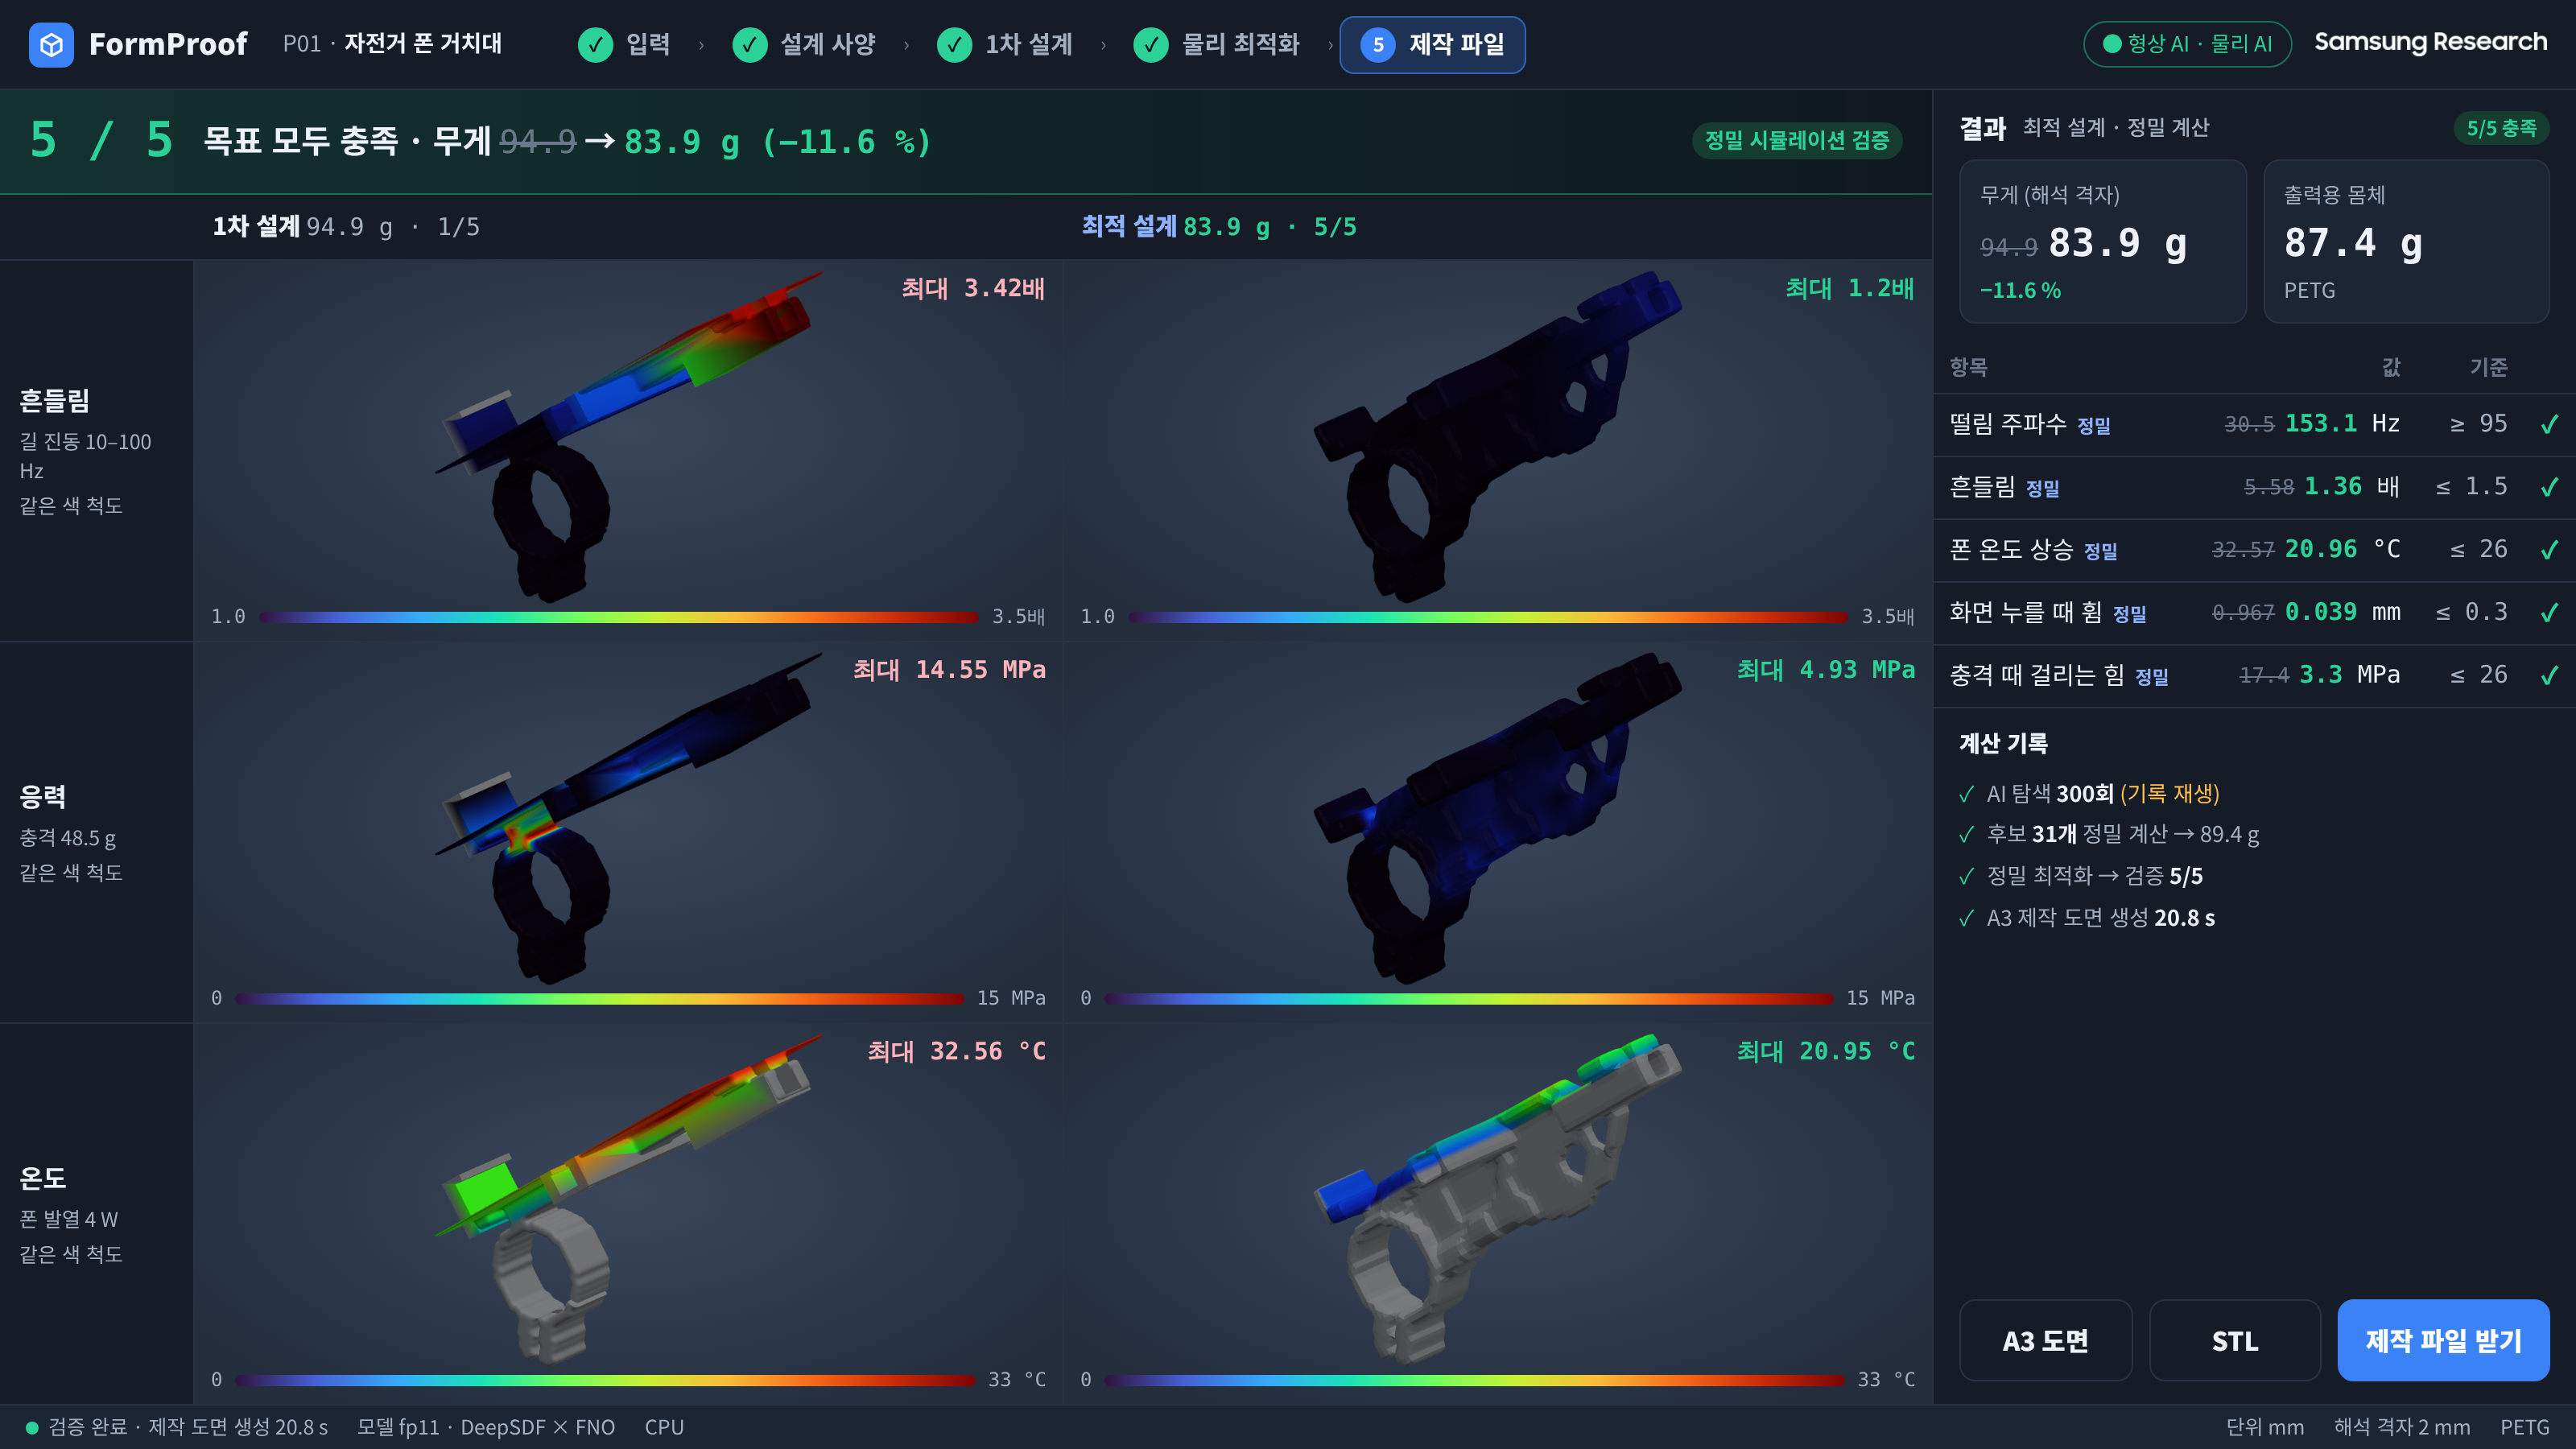 FormProof P01 · 자전거 폰 거치대 ✓ 입력 › ✓ 설계 사양 › ✓ 1차 설계 › ✓ 물리 최적화 › 5 제작 파일 형상 AI · 물리 AI Samsung Research
5 / 5 목표 모두 충족 · 무게 94.9 → 83.9 g (−11.6 %) 정밀 시뮬레이션 검증
1차 설계 94.9 g · 1/5
최적 설계 83.9 g · 5/5
흔들림
길 진동 10–100
Hz
같은 색 척도
최대 3.42배
1.0 3.5배
최대 1.2배
1.0 3.5배
응력
충격 48.5 g
같은 색 척도
최대 14.55 MPa
0 15 MPa
최대 4.93 MPa
0 15 MPa
온도
폰 발열 4 W
같은 색 척도
최대 32.56 °C
0 33 °C
최대 20.95 °C
0 33 °C
결과 최적 설계 · 정밀 계산 5/5 충족
무게 (해석 격자)
94.9 83.9 g
−11.6 %
출력용 몸체
87.4 g
PETG
항목 값 기준
떨림 주파수 정밀 30.5 153.1 Hz ≥ 95 ✓
흔들림 정밀 5.58 1.36 배 ≤ 1.5 ✓
폰 온도 상승 정밀 32.57 20.96 °C ≤ 26 ✓
화면 누를 때 휨 정밀 0.967 0.039 mm ≤ 0.3 ✓
충격 때 걸리는 힘 정밀 17.4 3.3 MPa ≤ 26 ✓
계산 기록
✓ AI 탐색 300회 (기록 재생)
✓ 후보 31개 정밀 계산 → 89.4 g
✓ 정밀 최적화 → 검증 5/5
✓ A3 제작 도면 생성 20.8 s
A3 도면 STL 제작 파일 받기
검증 완료 · 제작 도면 생성 20.8 s 모델 fp11 · DeepSDF × FNO CPU 단위 mm 해석 격자 2 mm PETG